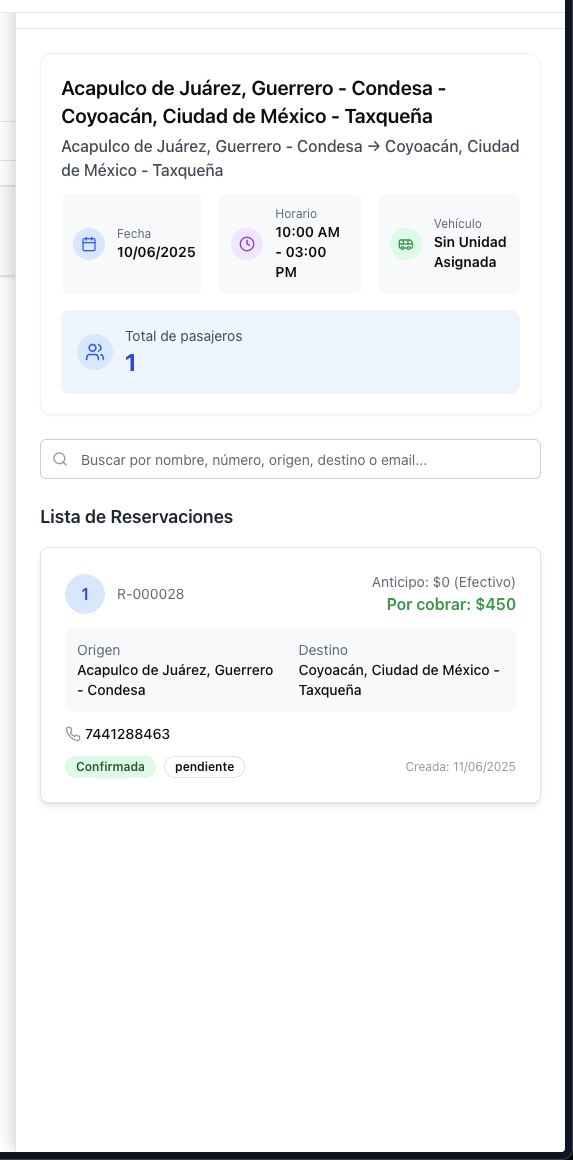 Acapulco de Juárez, Guerrero - Condesa -
Coyoacán, Ciudad de México - Taxqueña
Acapulco de Juárez, Guerrero - Condesa → Coyoacán, Ciudad
de México - Taxqueña
Fecha
10/06/2025
Horario
10:00 AM
- 03:00
PM
Vehículo
Sin Unidad
Asignada
Total de pasajeros
1
Buscar por nombre, número, origen, destino o email...
Lista de Reservaciones
1
R-000028
Anticipo: $0 (Efectivo)
Por cobrar: $450
Origen
Acapulco de Juárez, Guerrero
- Condesa
Destino
Coyoacán, Ciudad de México -
Taxqueña
7441288463
Confirmada
pendiente
Creada: 11/06/2025